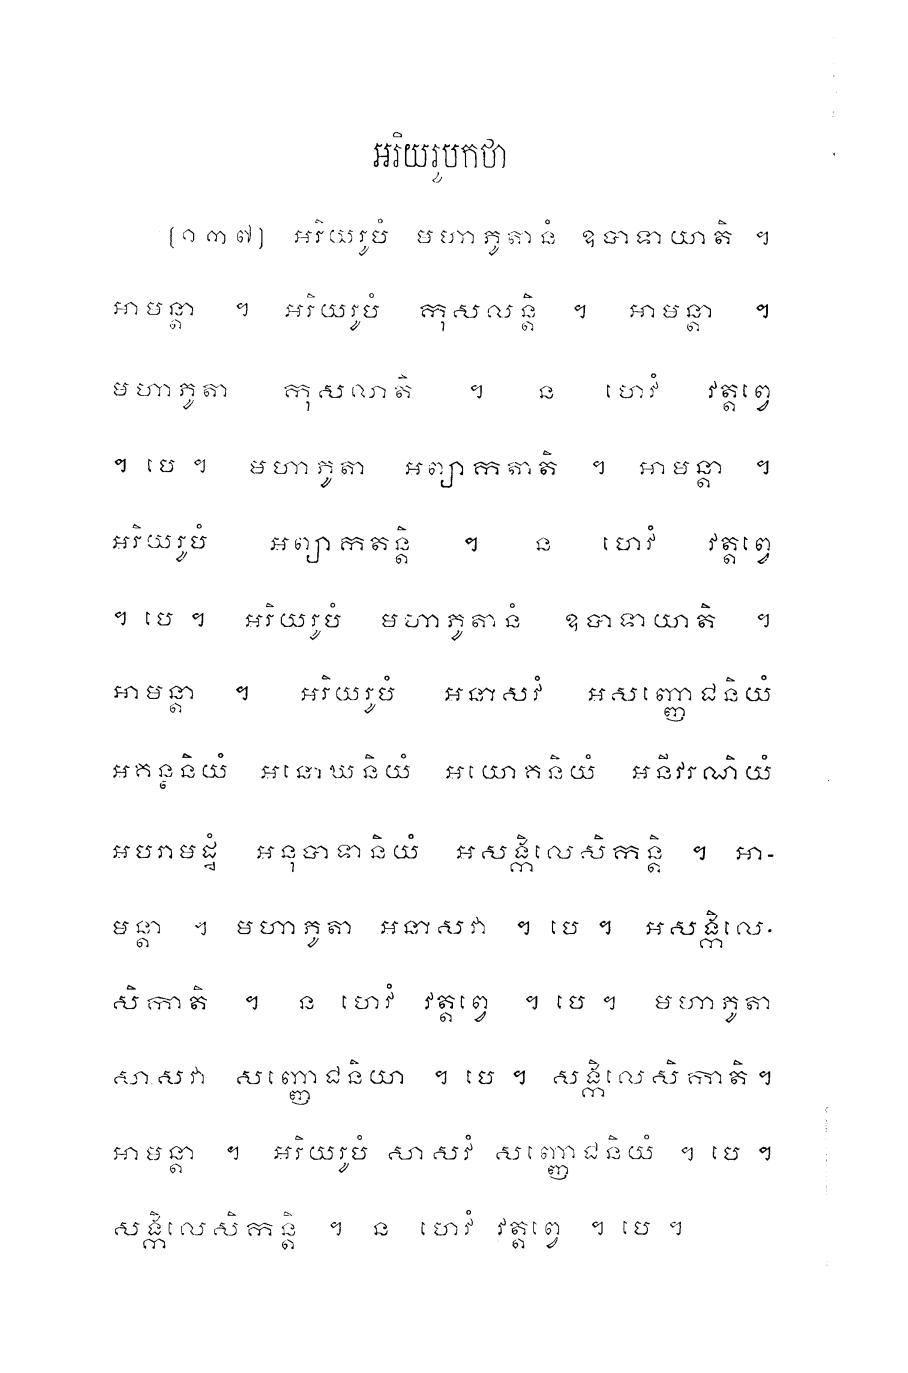 អរិយរូបកថា
[១៣៧] អរិយរូបំ មហាភូតានំ ឧបាទាយាតិ ។
អាមន្តា ។ អរិយរូបំ កុសលន្តិ ។ អាមន្តា ។
មហាភូតា កុសលាតិ ។ ន ហេវំ វត្តព្វេ
។ បេ ។ មហាភូតា អព្យាកតាតិ ។ អាមន្តា ។
អរិយរូបំ អព្យាកតន្តិ ។ ន ហេវំ វត្តព្វេ
។ បេ ។ អរិយរូបំ មហាភូតានំ ឧបាទាយាតិ ។
អាមន្តា ។ អរិយរូបំ អនាសវំ អសញ្ញោជនិយំ
អគន្ថនិយំ អនោឃនិយំ អយោគនិយំ អនីវរណិយំ
អបរាមដ្ឋំ អនុបាទានិយំ អសង្កិលេសិកន្តិ ។ អា-
មន្តា ។ មហាភូតា អនាសវា ។ បេ ។ អសង្កិលេ-
សិកាតិ ។ ន ហេវំ វត្តព្វេ ។ បេ ។ មហាភូតា
សាសវា សញ្ញោជនិយា ។ បេ ។ សង្កិលេសិកាតិ ។
អាមន្តា ។ អរិយរូបំ សាសវំ សញ្ញោជនិយំ ។ បេ ។
សង្កិលេសិកន្តិ ។ ន ហេវំ វត្តព្វេ ។ បេ ។